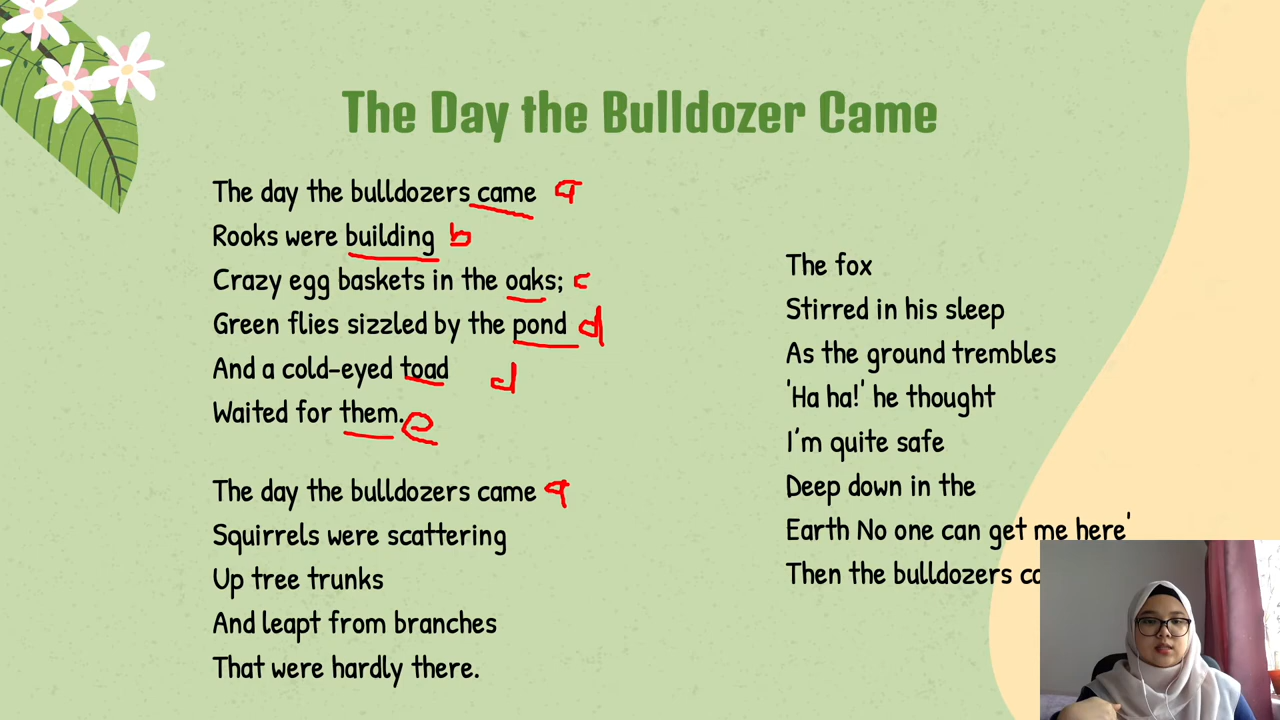 The Day the Bulldozer Came
The day the bulldozers came a
Rooks were building b
Crazy egg baskets in the oaks; c
Green flies sizzled by the pond d
And a cold-eyed toad d
Waited for them. e
The day the bulldozers came a
Squirrels were scattering
Up tree trunks
And leapt from branches
That were hardly there.
The fox
Stirred in his sleep
As the ground trembles
'Ha ha!' he thought
I'm quite safe
Deep down in the
Earth No one can get me here'
Then the bulldozers